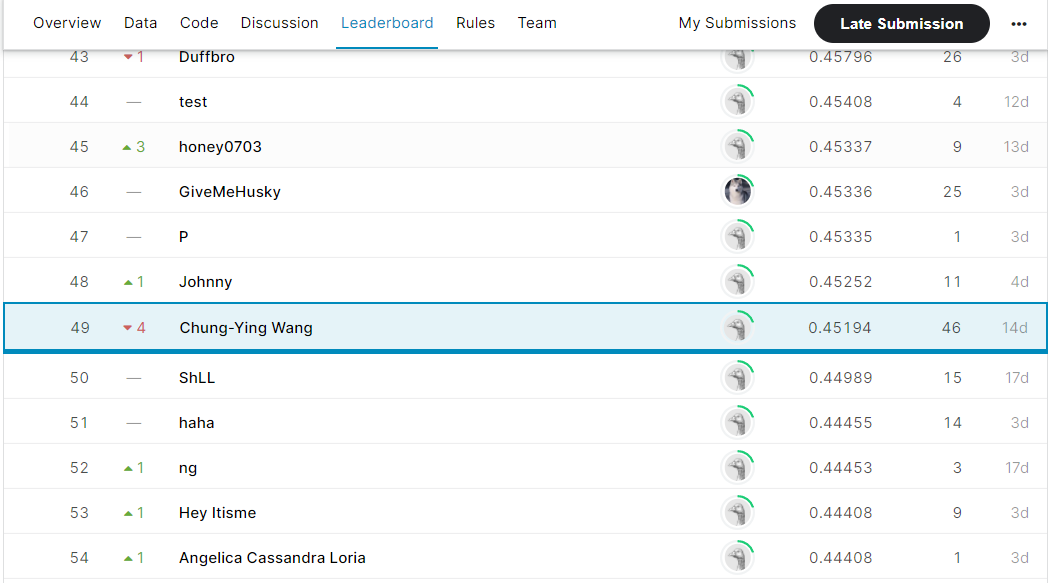 Overview Data Code Discussion Leaderboard Rules Team My Submissions Late Submission ...
43 1 Duffbro 0.45796 26 3d
44 — test 0.45408 4 12d
45 3 honey0703 0.45337 9 13d
46 — GiveMeHusky 0.45336 25 3d
47 — P 0.45335 1 3d
48 1 Johnny 0.45252 11 4d
49 4 Chung-Ying Wang 0.45194 46 14d
50 — ShLL 0.44989 15 17d
51 — haha 0.44455 14 3d
52 1 ng 0.44453 3 17d
53 1 Hey Itisme 0.44408 9 3d
54 1 Angelica Cassandra Loria 0.44408 1 3d